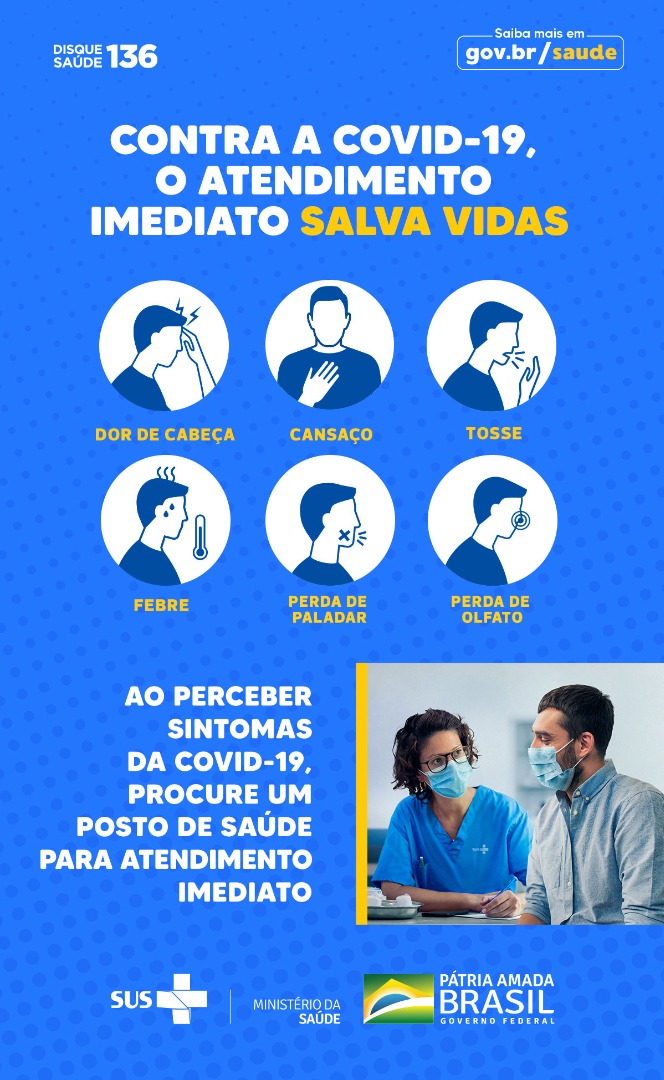 DISQUE
SAÚDE 136
Saiba mais em
gov.br/saude
CONTRA A COVID-19,
O ATENDIMENTO
IMEDIATO SALVA VIDAS
DOR DE CABEÇA
CANSAÇO
TOSSE
FEBRE
PERDA DE
PALADAR
PERDA DE
OLFATO
AO PERCEBER
SINTOMAS
DA COVID-19,
PROCURE UM
POSTO DE SAÚDE
PARA ATENDIMENTO
IMEDIATO
SUS
SUS
MINISTÉRIO DA
SAÚDE
PÁTRIA AMADA
BRASIL
GOVERNO FEDERAL